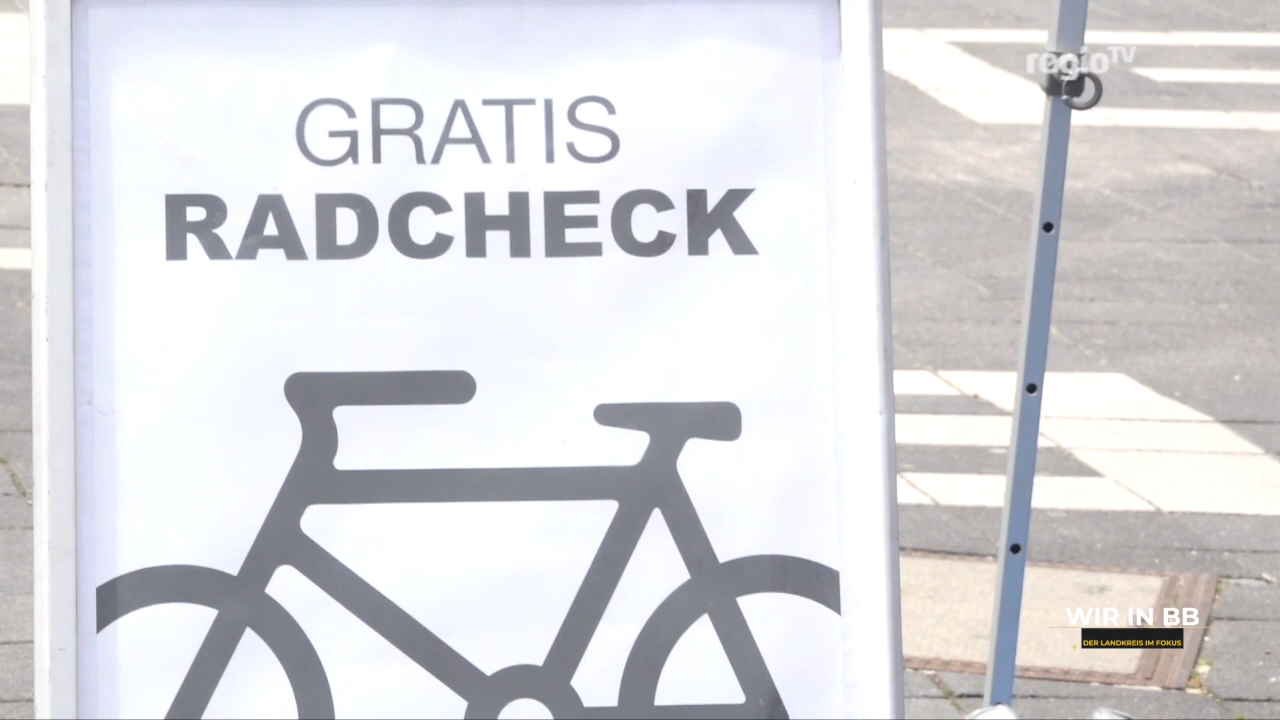 regioTV
GRATIS
RADCHECK
WIR IN BB
DER LANDKREIS IM FOKUS